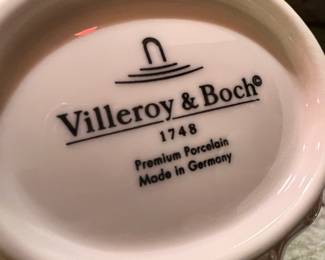 Villeroy & Boch©
1748
Premium Porcelain
Made in Germany